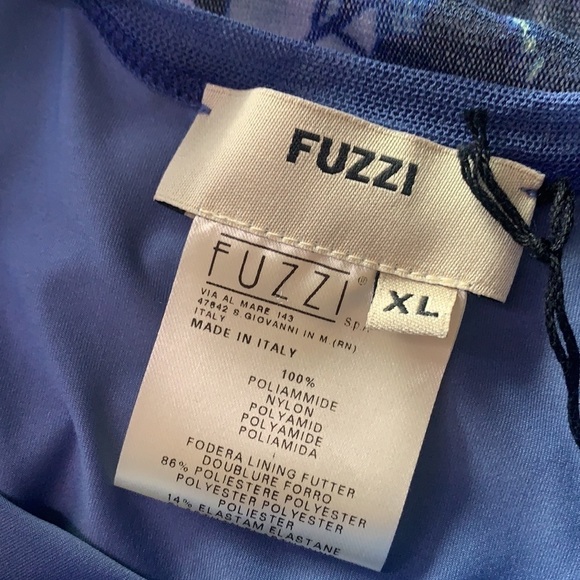 FUZZI
FUZZI®
S.p.A.
XL
VIA AL MARE 143
47842 S.GIOVANNI IN M.(RN)
ITALY
MADE IN ITALY
100%
POLIAMMIDE
NYLON
POLYAMID
POLYAMIDE
POLIAMIDA
FODERA LINING FUTTER
DOUBLURE FORRO
86% POLIESTERE POLYESTER
POLYESTER POLYESTER
POLIESTER
14% ELASTAM ELASTANE